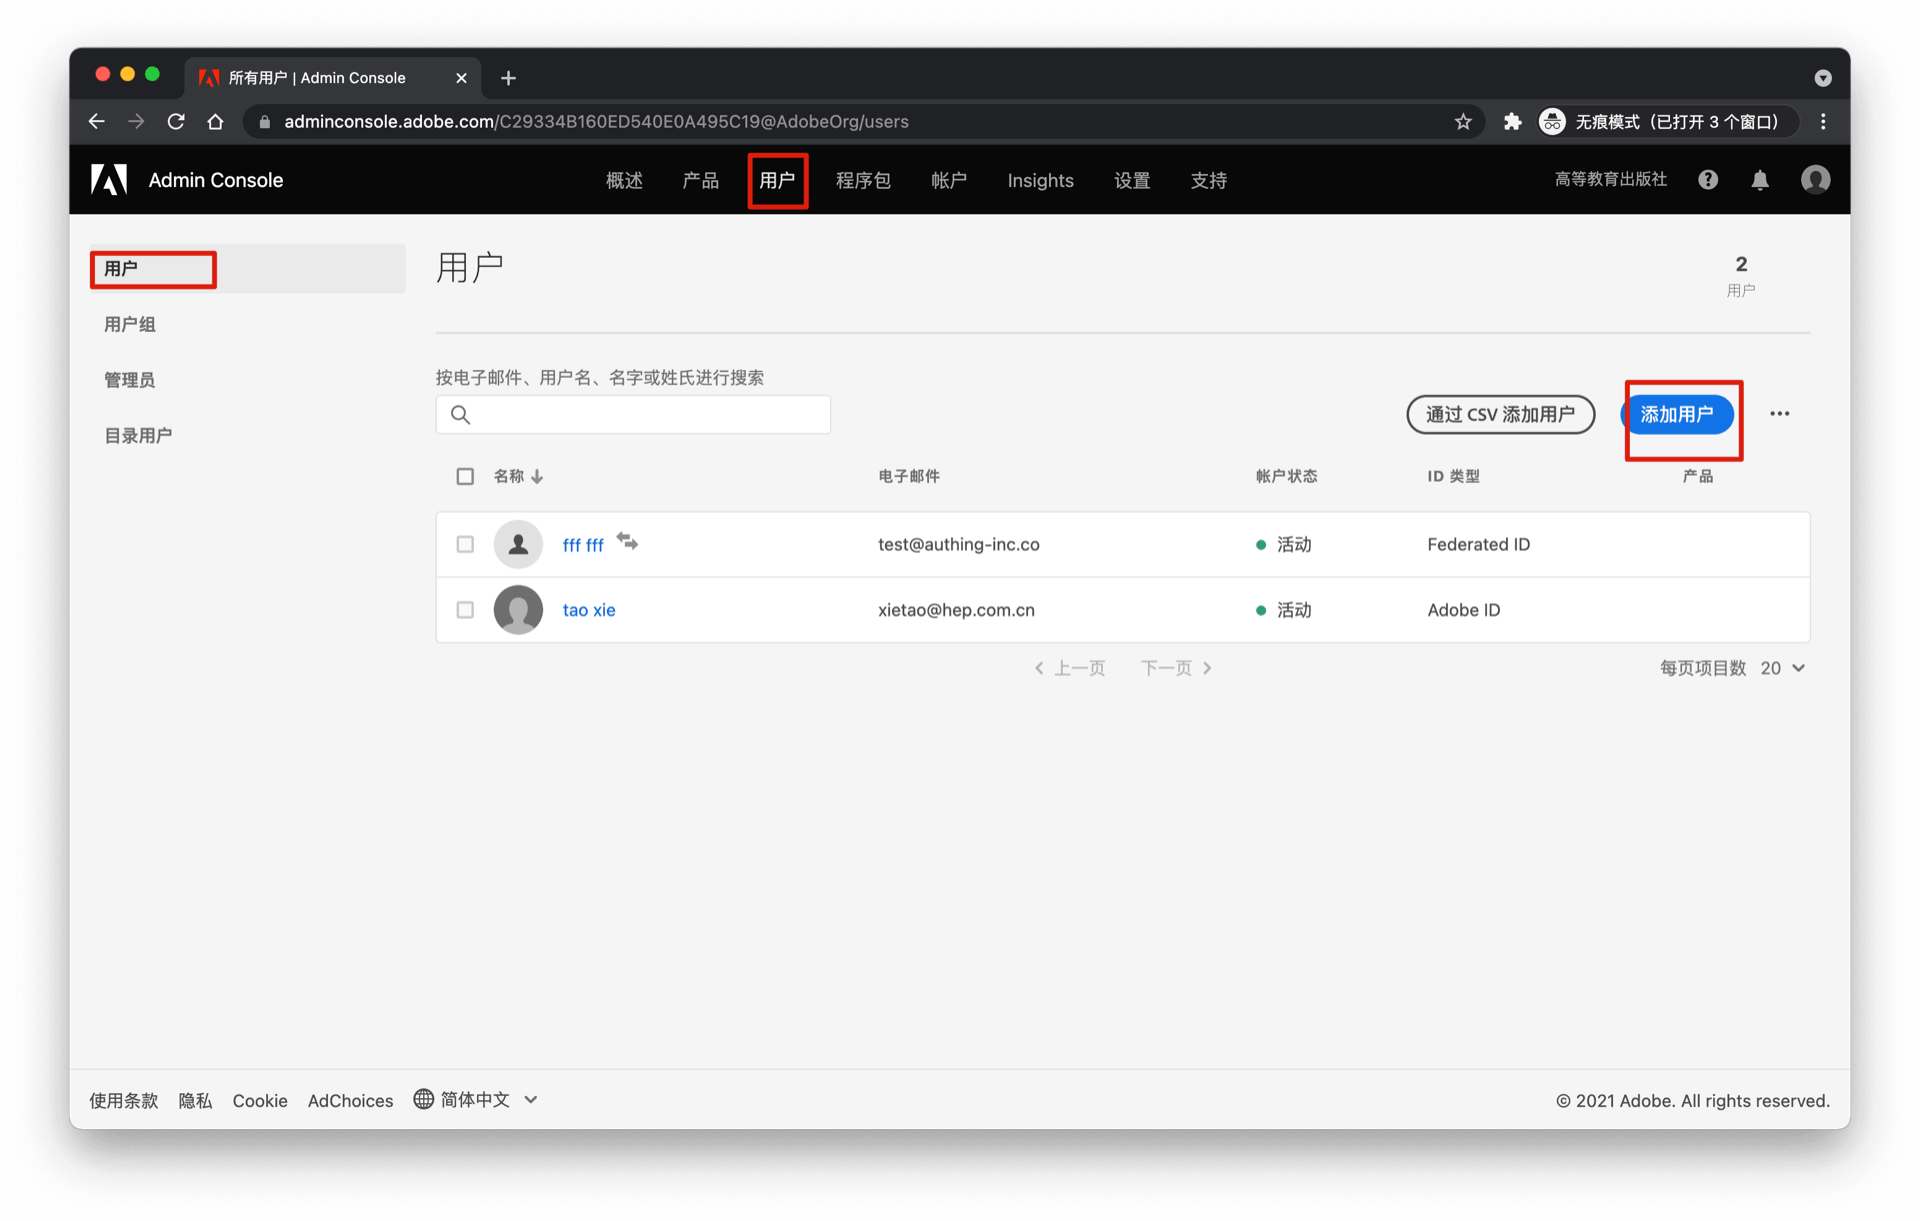 所有用户 | Admin Console
adminconsole.adobe.com/C29334B160ED540E0A495C19@AdobeOrg/users
无痕模式（已打开 3 个窗口）
Admin Console
概述 产品 用户 程序包 帐户 Insights 设置 支持
高等教育出版社
用户
用户组
管理员
目录用户
用户
2
用户
按电子邮件、用户名、名字或姓氏进行搜索
通过 CSV 添加用户
添加用户
名称 电子邮件 帐户状态 ID 类型 产品
fff fff test@authing-inc.co 活动 Federated ID
tao xie xietao@hep.com.cn 活动 Adobe ID
上一页 下一页
每页项目数 20
使用条款 隐私 Cookie AdChoices 简体中文
© 2021 Adobe. All rights reserved.